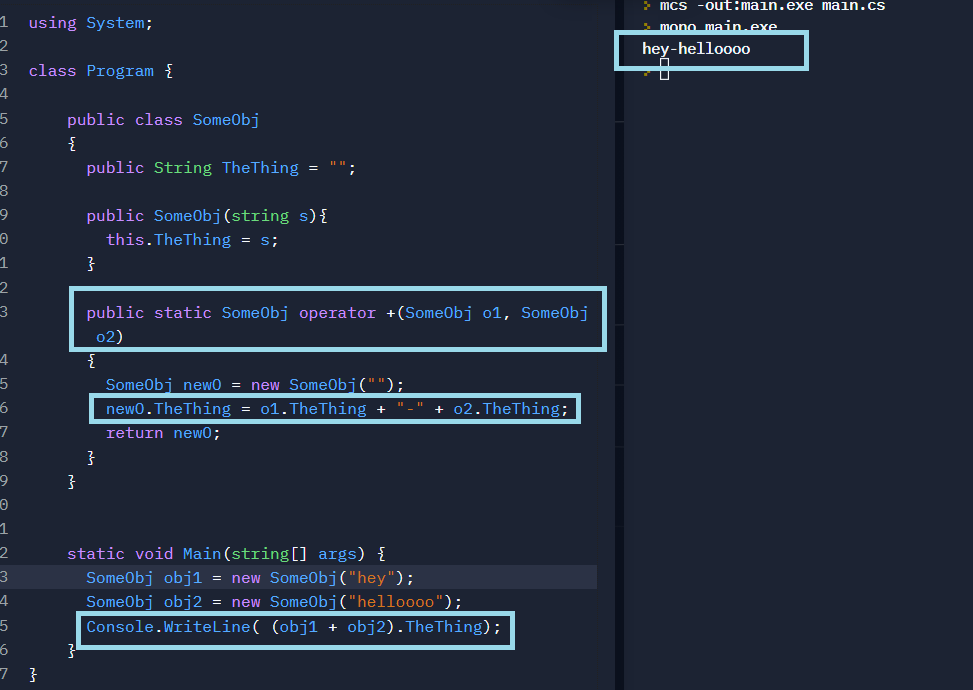 1 using System;
2
3 class Program {
4
5 public class SomeObj
6 {
7 public String TheThing = "";
8
9 public SomeObj(string s){
0 this.TheThing = s;
1 }
2
3 public static SomeObj operator +(SomeObj o1, SomeObj
o2)
4 {
5 SomeObj newO = new SomeObj("");
6 newO.TheThing = o1.TheThing + "-" + o2.TheThing;
7 return newO;
8 }
9 }
0
1
2 static void Main(string[] args) {
3 SomeObj obj1 = new SomeObj("hey");
4 SomeObj obj2 = new SomeObj("helloooo");
5 Console.WriteLine( (obj1 + obj2).TheThing);
6 }
7 }
> mcs -out:main.exe main.cs
> mono main.exe
hey-helloooo
>